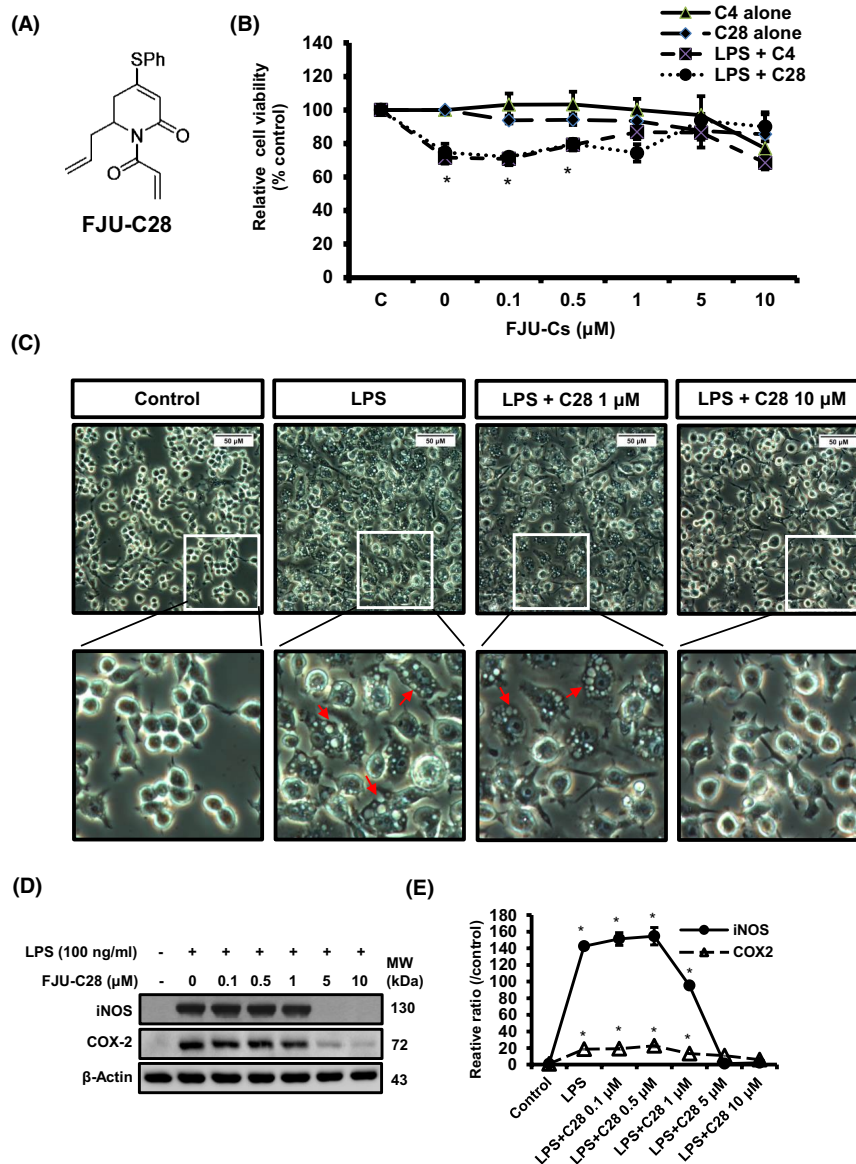 (A)
SPh
N
O
O
FJU-C28
(B)
C4 alone
C28 alone
LPS + C4
LPS + C28
Relative cell viability
(% control)
140
120
100
80
60
40
20
0
* * *
C 0 0.1 0.5 1 5 10
FJU-Cs (µM)
(C)
Control LPS LPS + C28 1 µM LPS + C28 10 µM
50 µM 50 µM 50 µM 50 µM
(D)
LPS (100 ng/ml) - + + + + + +
FJU-C28 (µM) - 0 0.1 0.5 1 5 10
MW
(kDa)
iNOS 130
COX-2 72
β-Actin 43
(E)
iNOS
COX2
Reative ratio (/control)
180
160
140
120
100
80
60
40
20
0
* * * *
* * * *
Control
LPS
LPS+C28 0.1 µM
LPS+C28 0.5 µM
LPS+C28 1 µM
LPS+C28 5 µM
LPS+C28 10 µM